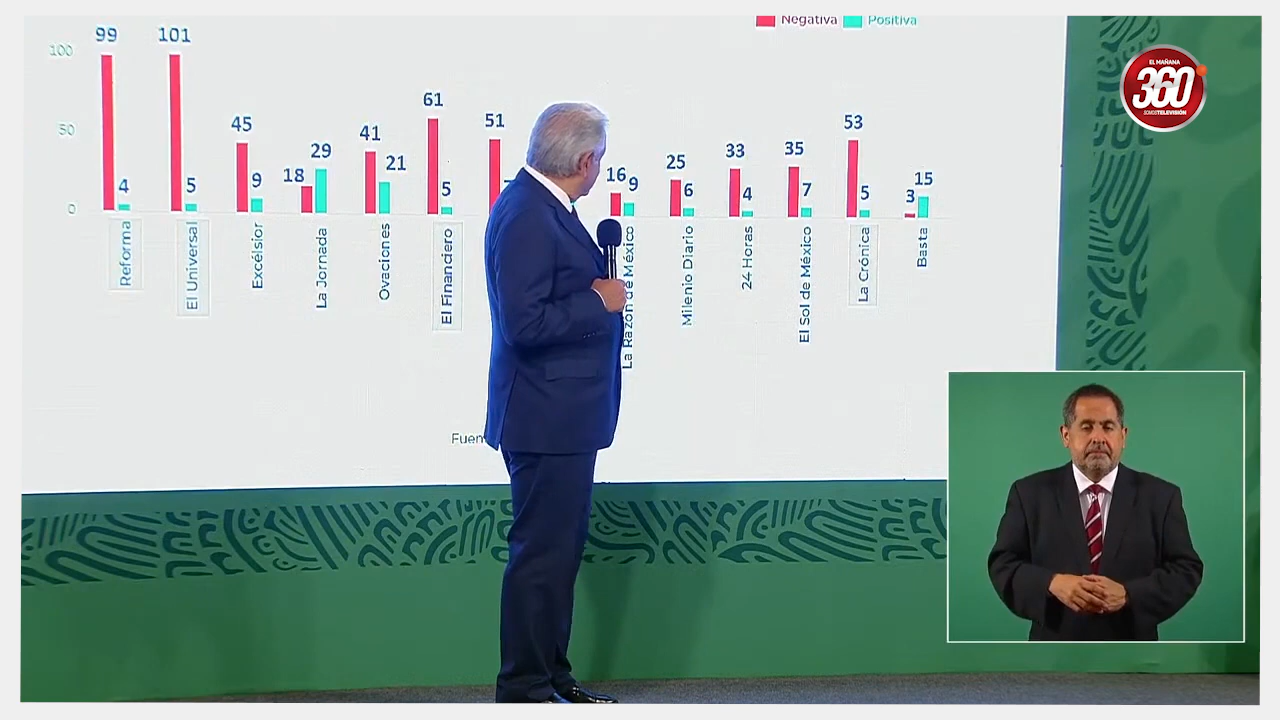 Negativa Positiva
EL MAÑANA
360°
SOMOSTELEVISIÓN
100
50
0
99
4
101
5
45
9
18
29
41
21
61
5
51
16
9
25
6
33
4
35
7
53
5
3
15
Reforma
El Universal
Excélsior
La Jornada
Ovaciones
El Financiero
La Razón de México
Milenio Diario
24 Horas
El Sol de México
La Crónica
Basta
Fuen